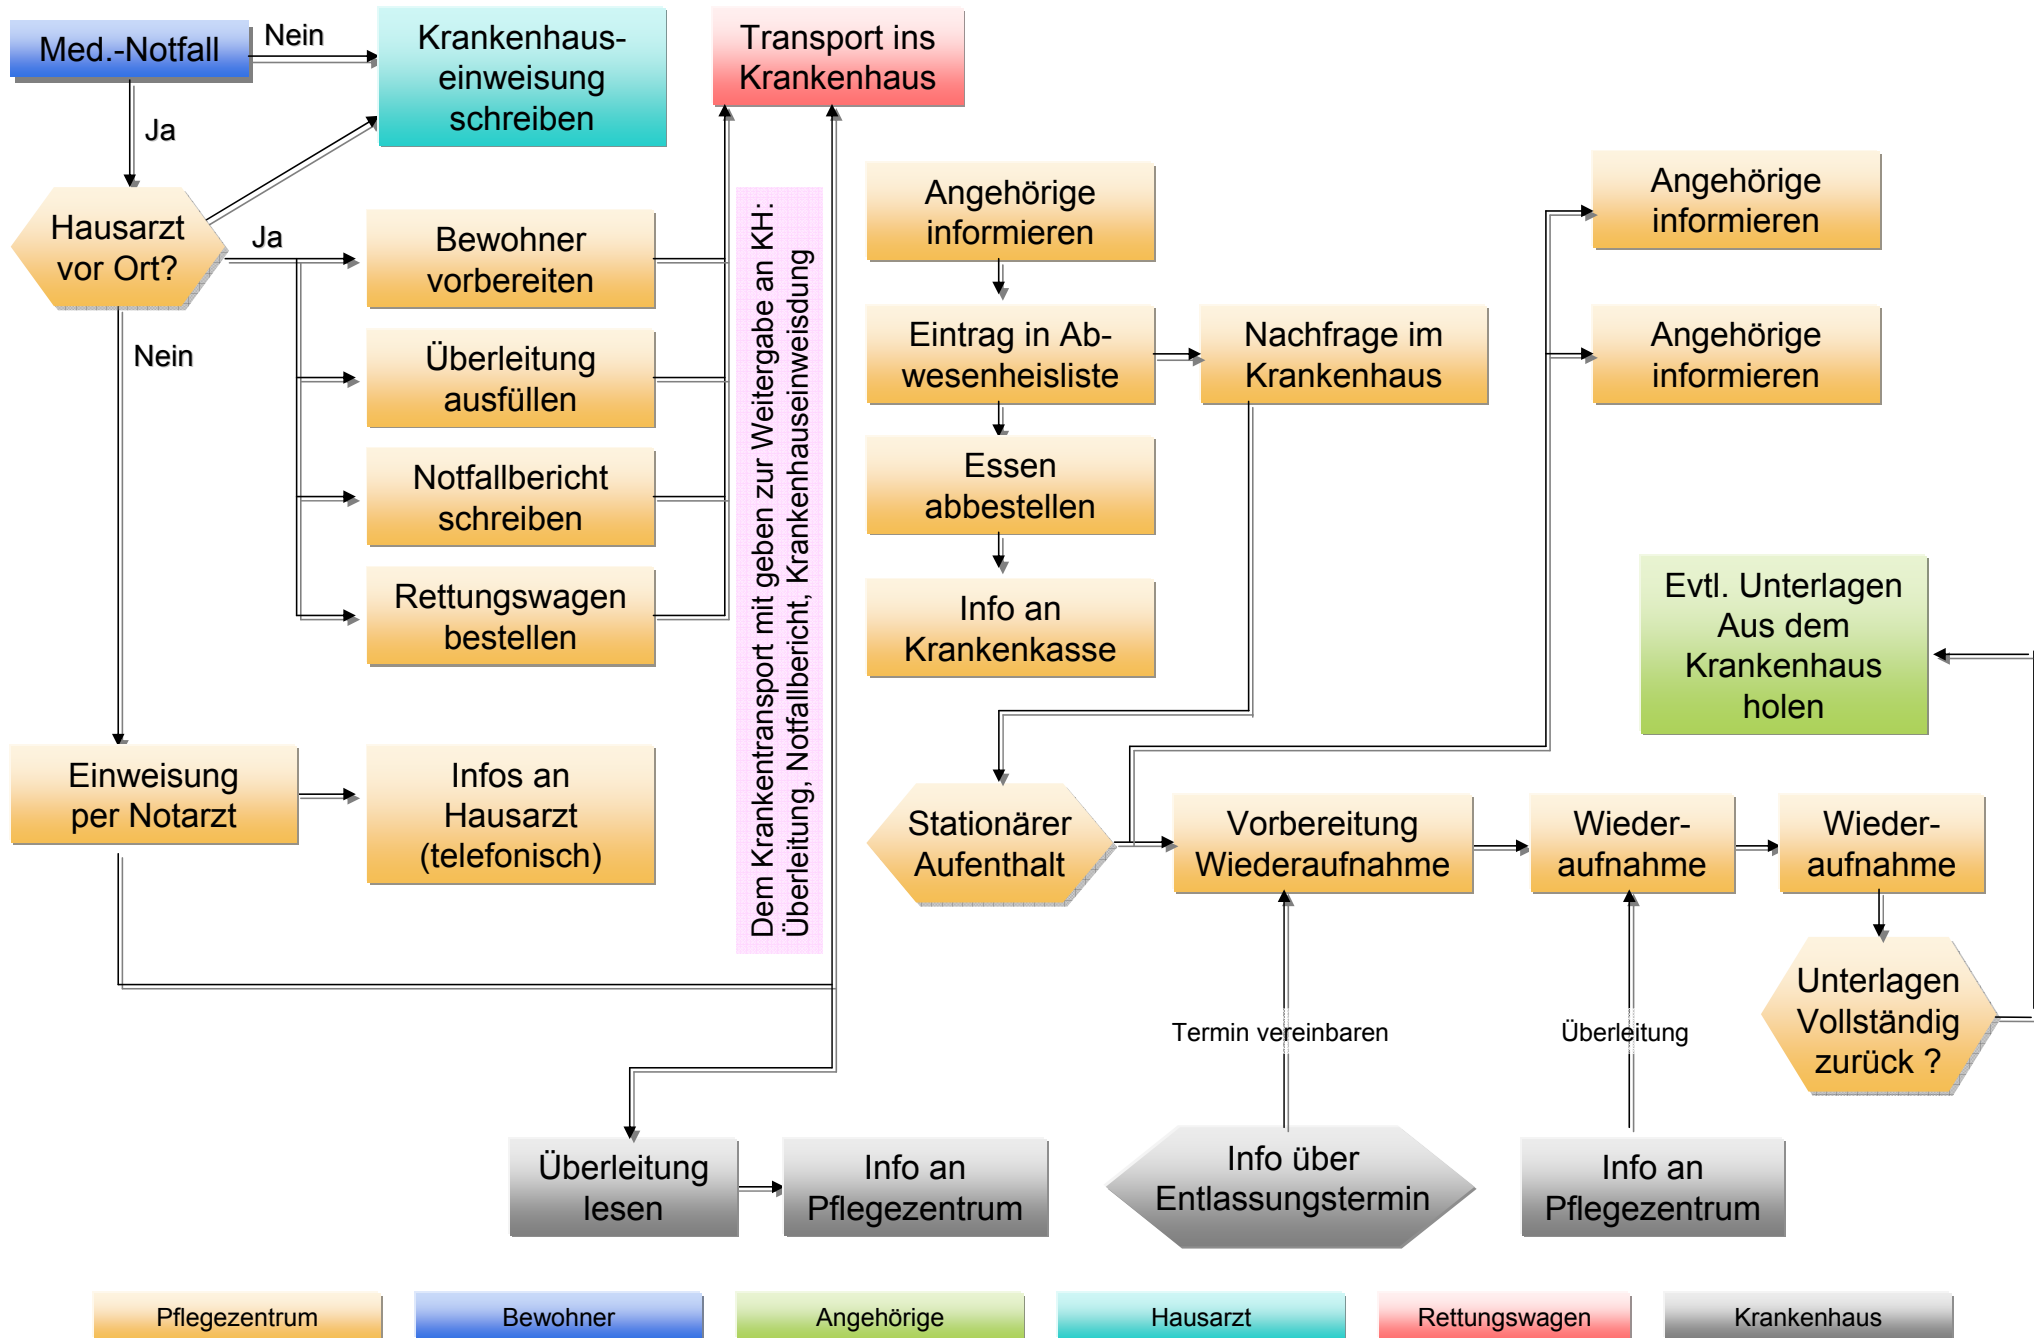 Med.-Notfall
Nein
Krankenhaus-
einweisung
schreiben
Transport ins
Krankenhaus
Ja
Hausarzt
vor Ort?
Ja
Nein
Bewohner
vorbereiten
Überleitung
ausfüllen
Notfallbericht
schreiben
Rettungswagen
bestellen
Einweisung
per Notarzt
Infos an
Hausarzt
(telefonisch)
Dem Krankentransport mit geben zur Weitergabe an KH:
Überleitung, Notfallbericht, Krankenhauseinweisdung
Angehörige
informieren
Eintrag in Ab-
wesenheisliste
Nachfrage im
Krankenhaus
Essen
abbestellen
Info an
Krankenkasse
Angehörige
informieren
Angehörige
informieren
Evtl. Unterlagen
Aus dem
Krankenhaus
holen
Stationärer
Aufenthalt
Vorbereitung
Wiederaufnahme
Wieder-
aufnahme
Wieder-
aufnahme
Unterlagen
Vollständig
zurück ?
Termin vereinbaren
Überleitung
Überleitung
lesen
Info an
Pflegezentrum
Info über
Entlassungstermin
Info an
Pflegezentrum
Pflegezentrum
Bewohner
Angehörige
Hausarzt
Rettungswagen
Krankenhaus